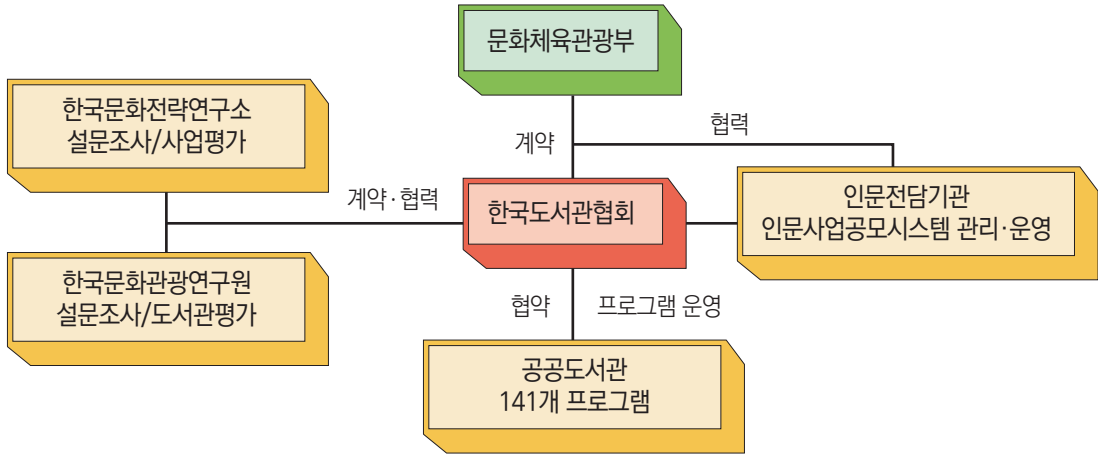 문화체육관광부
한국문화전략연구소
설문조사/사업평가
계약
협력
계약·협력
한국도서관협회
인문전담기관
인문사업공모시스템 관리·운영
한국문화관광연구원
설문조사/도서관평가
협약
프로그램 운영
공공도서관
141개 프로그램